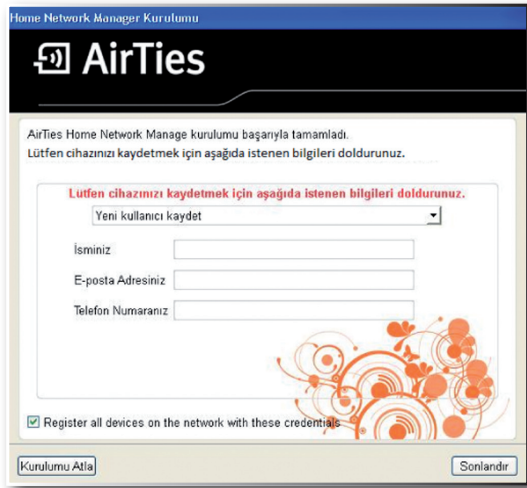 Home Network Manager Kurulumu
AirTies
AirTies Home Network Manage kurulumu başarıyla tamamladı.
Lütfen cihazınızı kaydetmek için aşağıda istenen bilgileri doldurunuz.
Lütfen cihazınızı kaydetmek için aşağıda istenen bilgileri doldurunuz.
Yeni kullanıcı kaydet
İsminiz
E-posta Adresiniz
Telefon Numaranız
Register all devices on the network with these credentials
Kurulumu Atla
Sonlandır